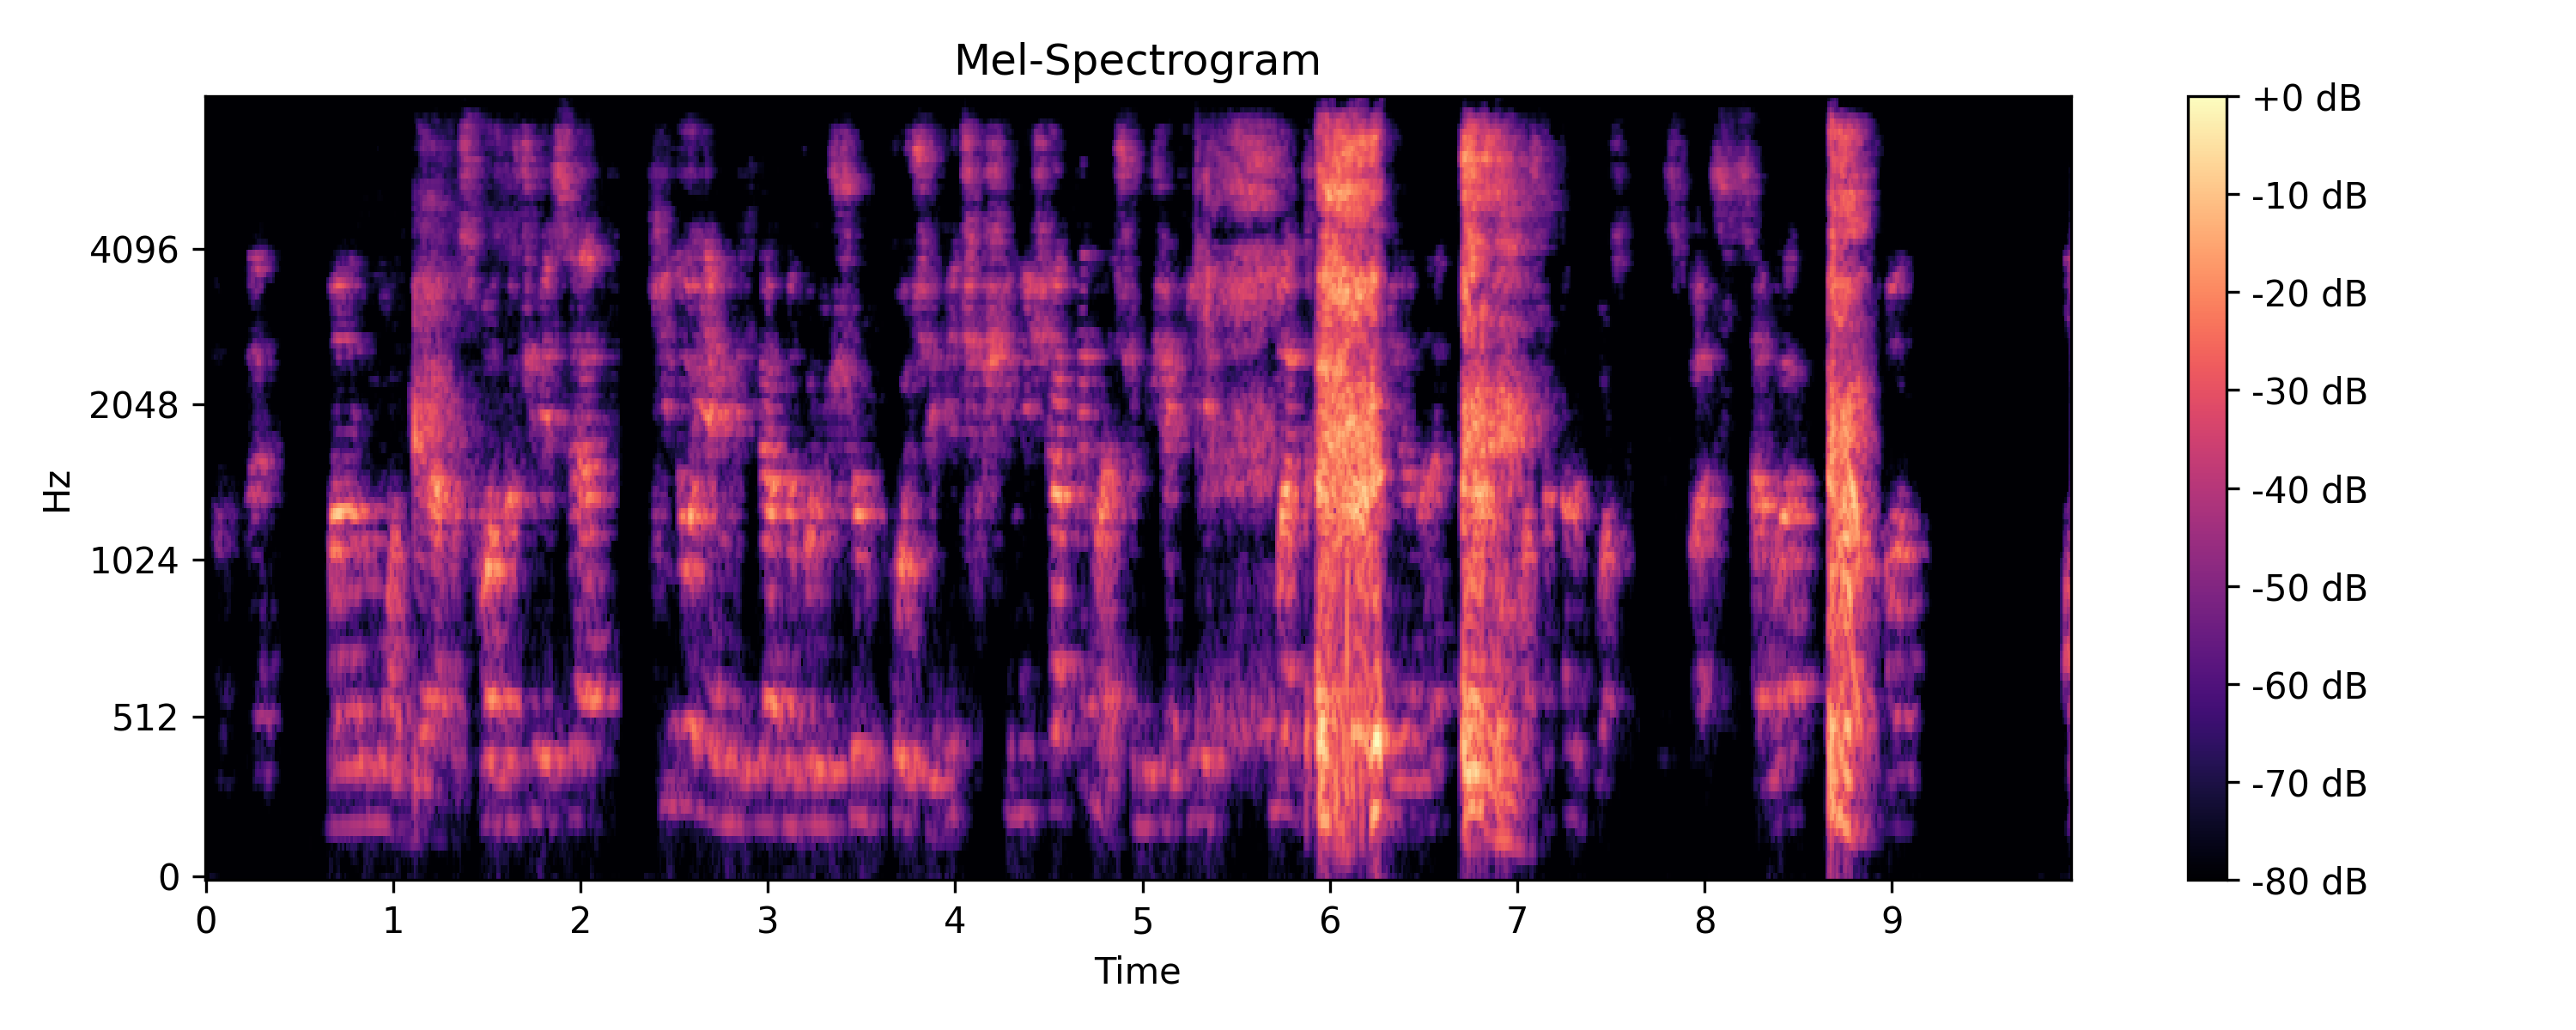 Mel-Spectrogram
+0 dB
-10 dB
-20 dB
-30 dB
-40 dB
-50 dB
-60 dB
-70 dB
-80 dB
4096
2048
1024
512
0
Hz
0 1 2 3 4 5 6 7 8 9
Time